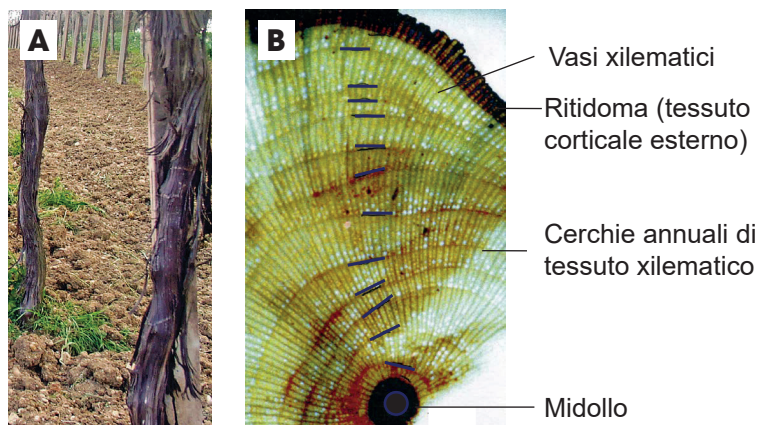 A
B
Vasi xilematici
Ritidoma (tessuto
corticale esterno)
Cerchie annuali di
tessuto xilematico
Midollo